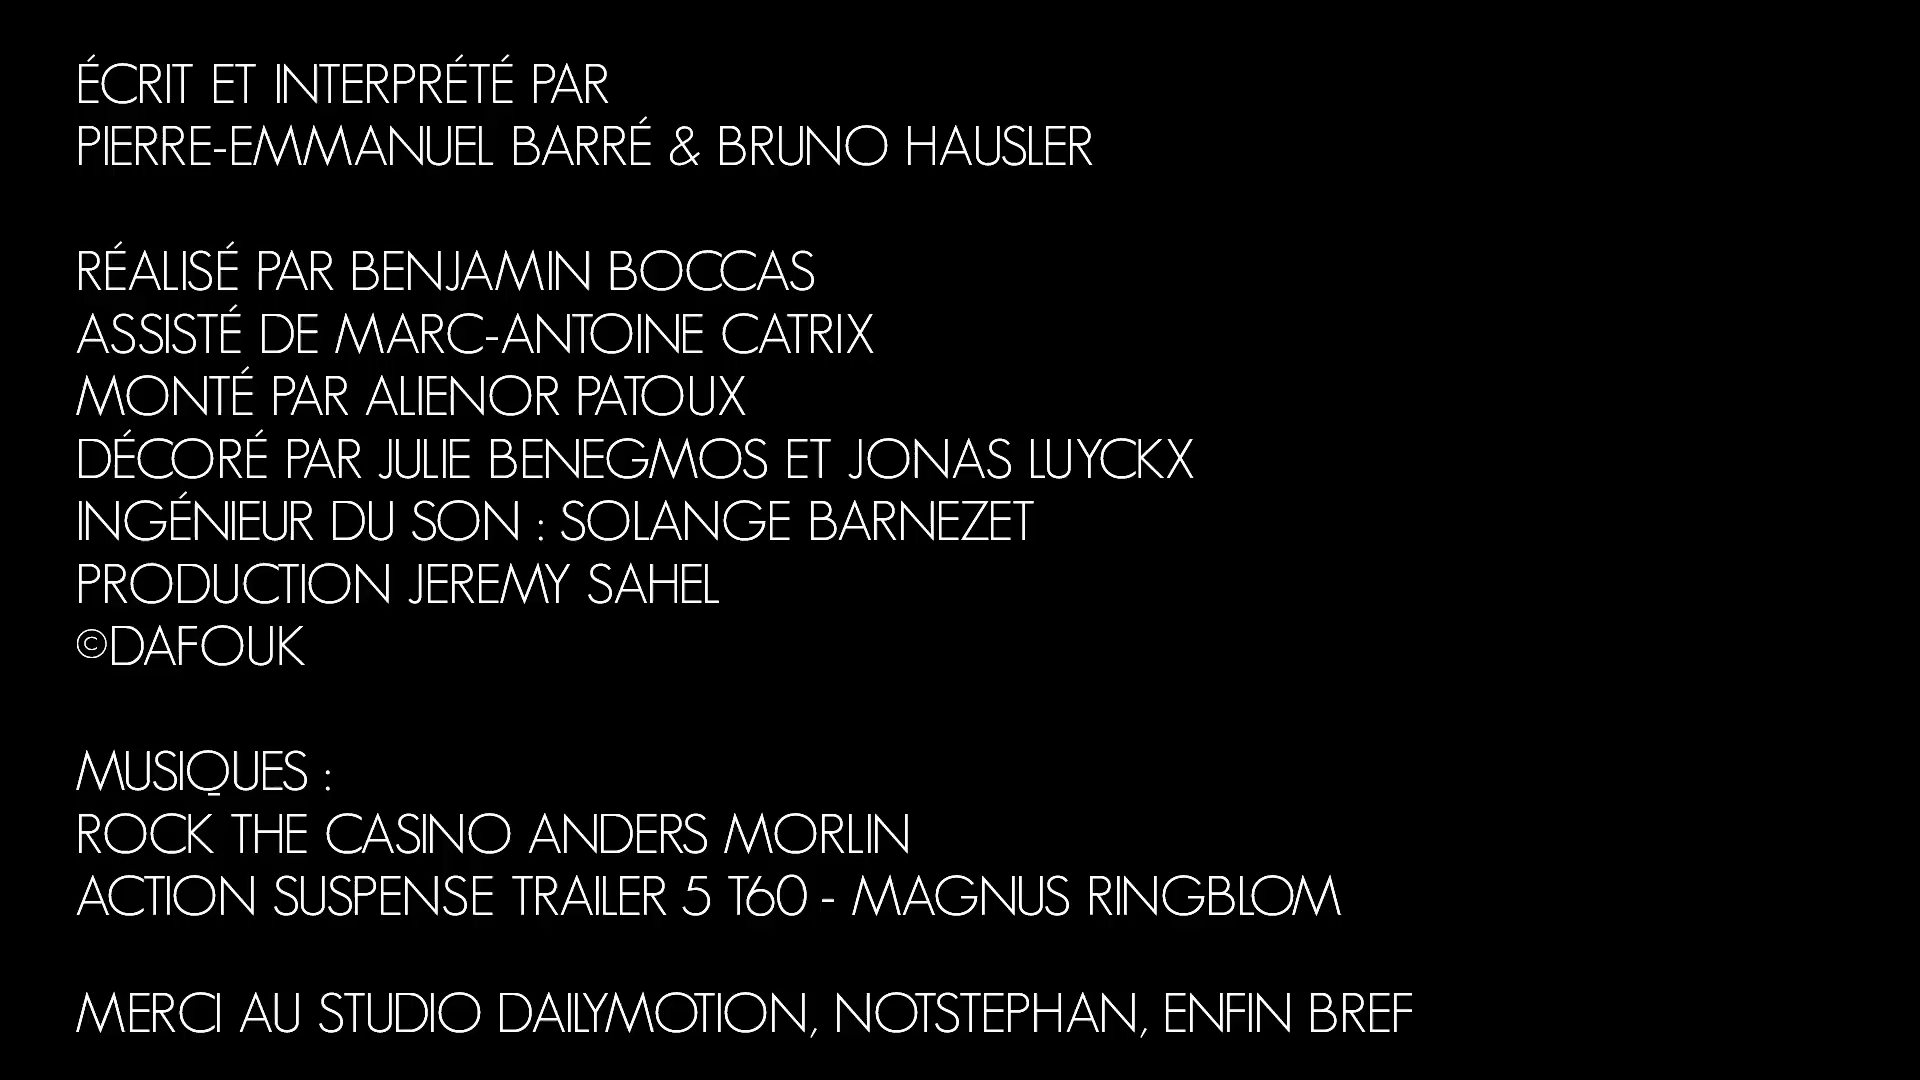 ÉCRIT ET INTERPRÉTÉ PAR
PIERRE-EMMANUEL BARRÉ & BRUNO HAUSLER
RÉALISÉ PAR BENJAMIN BOCCAS
ASSISTÉ DE MARC-ANTOINE CATRIX
MONTÉ PAR ALIENOR PATOUX
DÉCORÉ PAR JULIE BENEGMOS ET JONAS LUYCKX
INGÉNIEUR DU SON : SOLANGE BARNEZET
PRODUCTION JEREMY SAHEL
©DAFOUK
MUSIQUES :
ROCK THE CASINO ANDERS MORLIN
ACTION SUSPENSE TRAILER 5 T60 - MAGNUS RINGBLOM
MERCI AU STUDIO DAILYMOTION, NOTSTEPHAN, ENFIN BREF